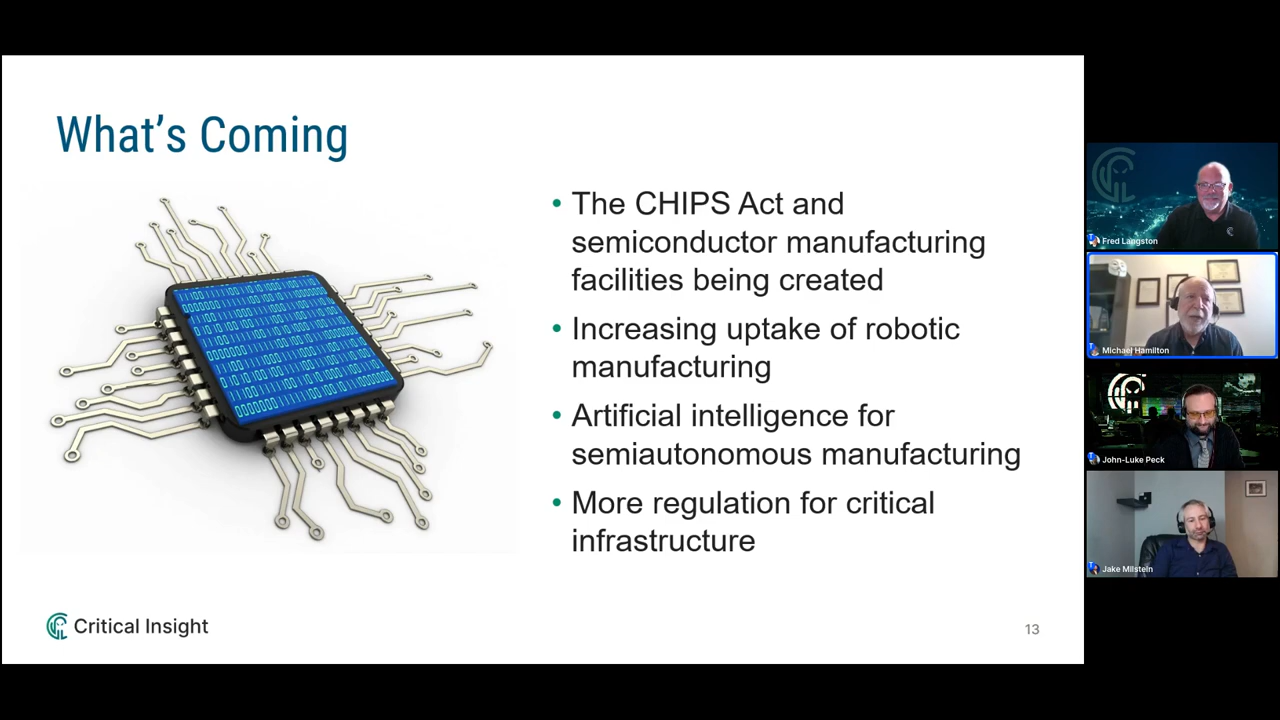 What's Coming
• The CHIPS Act and
semiconductor manufacturing
facilities being created
• Increasing uptake of robotic
manufacturing
• Artificial intelligence for
semiautonomous manufacturing
• More regulation for critical
infrastructure
Critical Insight
13
Fred Langston
Michael Hamilton
John-Luke Peck
Jake Milstein